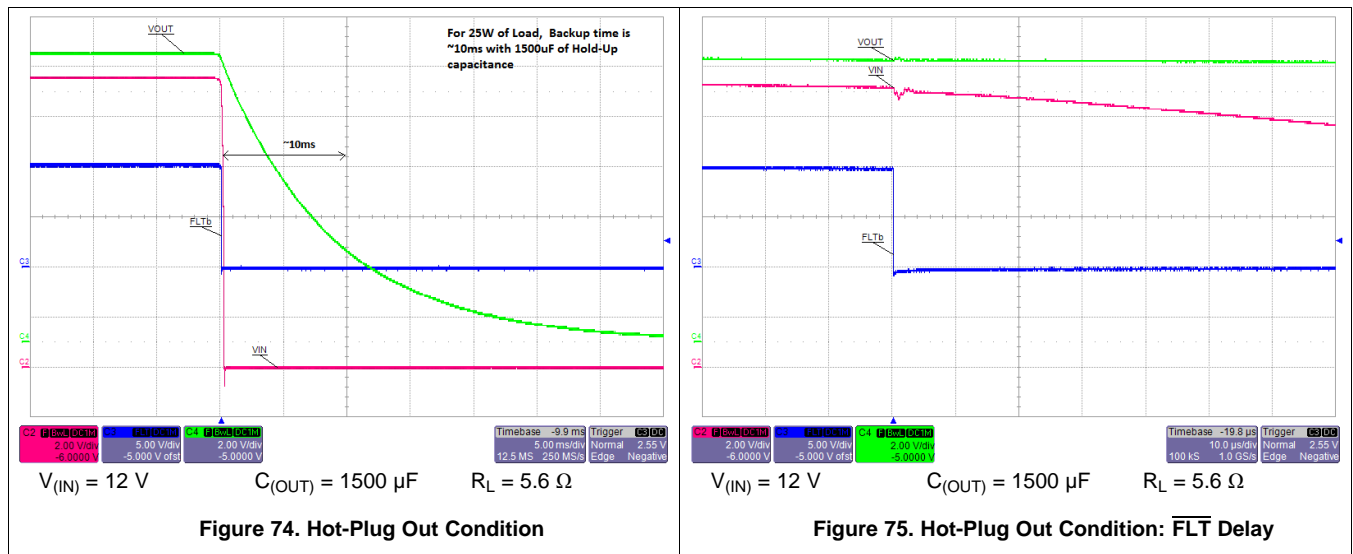 VOUT
For 25W of Load, Backup time is
~10ms with 1500uF of Hold-Up
capacitance
~10ms
FLTb
C3
C4
VIN
C2
C2 F BwL DC1M
2.00 V/div
-6.0000 V
5.00 V/div
-5.000 V ofst
C4 F BwL DC1M
2.00 V/div
-5.0000 V
Timebase -9.9 ms
5.00 ms/div
12.5 MS 250 MS/s
Trigger C3 DC
Normal 2.55 V
Edge Negative
V(IN) = 12 V C(OUT) = 1500 µF RL = 5.6 Ω
Figure 74. Hot-Plug Out Condition
VOUT
VIN
FLTb
C3
C4
C2
2.00 V/div
-6.0000 V
5.00 V/div
-5.000 V ofst
C4 F BwL DC1M
2.00 V/div
-5.0000 V
Timebase -19.8 µs
10.0 µs/div
100 kS 1.0 GS/s
Trigger C3 DC
Normal 2.55 V
Edge Negative
V(IN) = 12 V C(OUT) = 1500 µF RL = 5.6 Ω
Figure 75. Hot-Plug Out Condition: FLT Delay